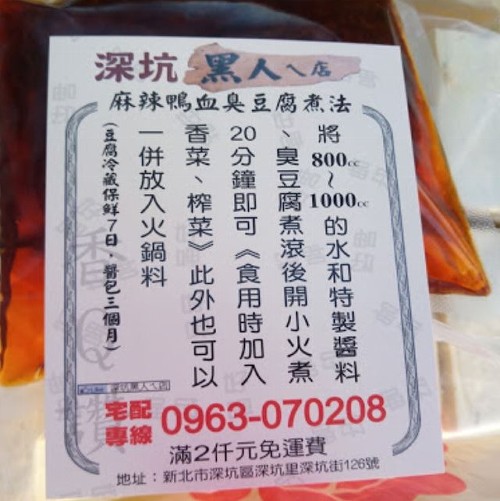 深坑 黑人ㄟ店
麻辣鴨血臭豆腐煮法
將800cc~1000cc的水和特製醬料
、臭豆腐煮滾後開小火煮
20分鐘即可《食用時加入
香菜、榨菜》此外也可以
一併放入火鍋料
(豆腐冷藏保鮮7日、醬包三個月)
深坑黑人ㄟ店
宅配專線 0963-070208
滿2仟元免運費
地址：新北市深坑區深坑里深坑街126號